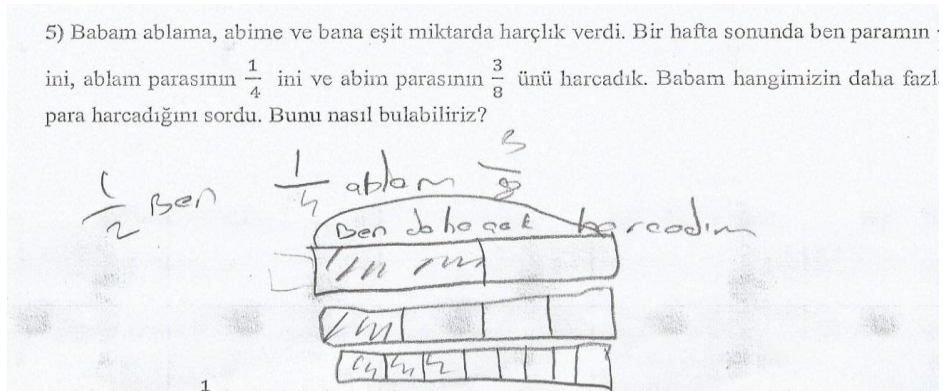 5) Babam ablama, abime ve bana eşit miktarda harçlık verdi. Bir hafta sonunda ben paramın
ini, ablam parasının 1/4 ini ve abim parasının 3/8 ünü harcadık. Babam hangimizin daha fazl
para harcadığını sordu. Bunu nasıl bulabiliriz?
1/2 Ben 1/4 ablam 3/8
Ben daha çok harcadım
1